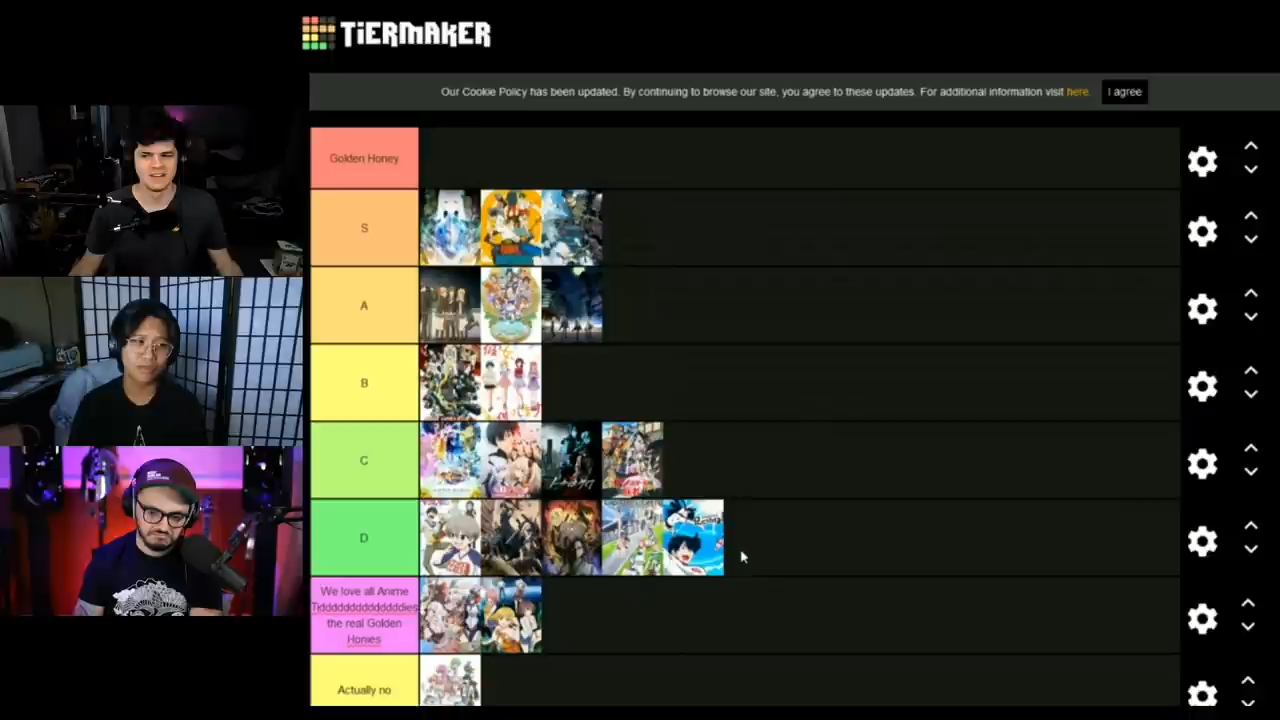 TiERMAKER
Our Cookie Policy has been updated. By continuing to browse our site, you agree to these updates. For additional information visit here.
I agree
Golden Honey
S
A
B
C
D
We love all Anime
the real Golden
Honies
Actually no